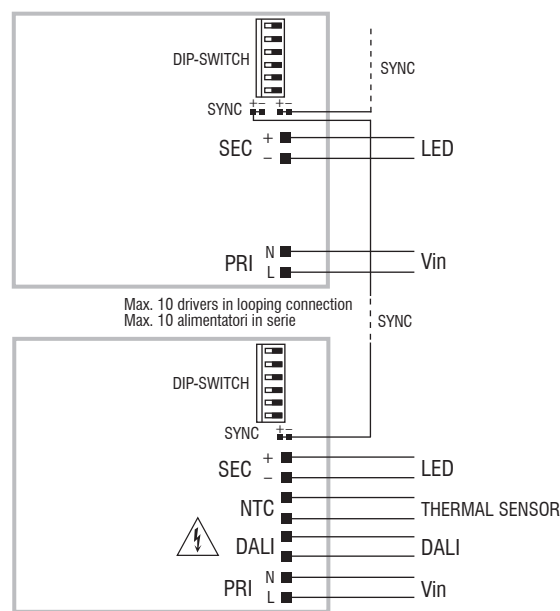 DIP-SWITCH
SYNC
SYNC + − + −
SEC + − LED
PRI N L Vin
Max. 10 drivers in looping connection
Max. 10 alimentatori in serie
SYNC
DIP-SWITCH
SYNC + −
SEC + − LED
NTC THERMAL SENSOR
DALI DALI
PRI N L Vin